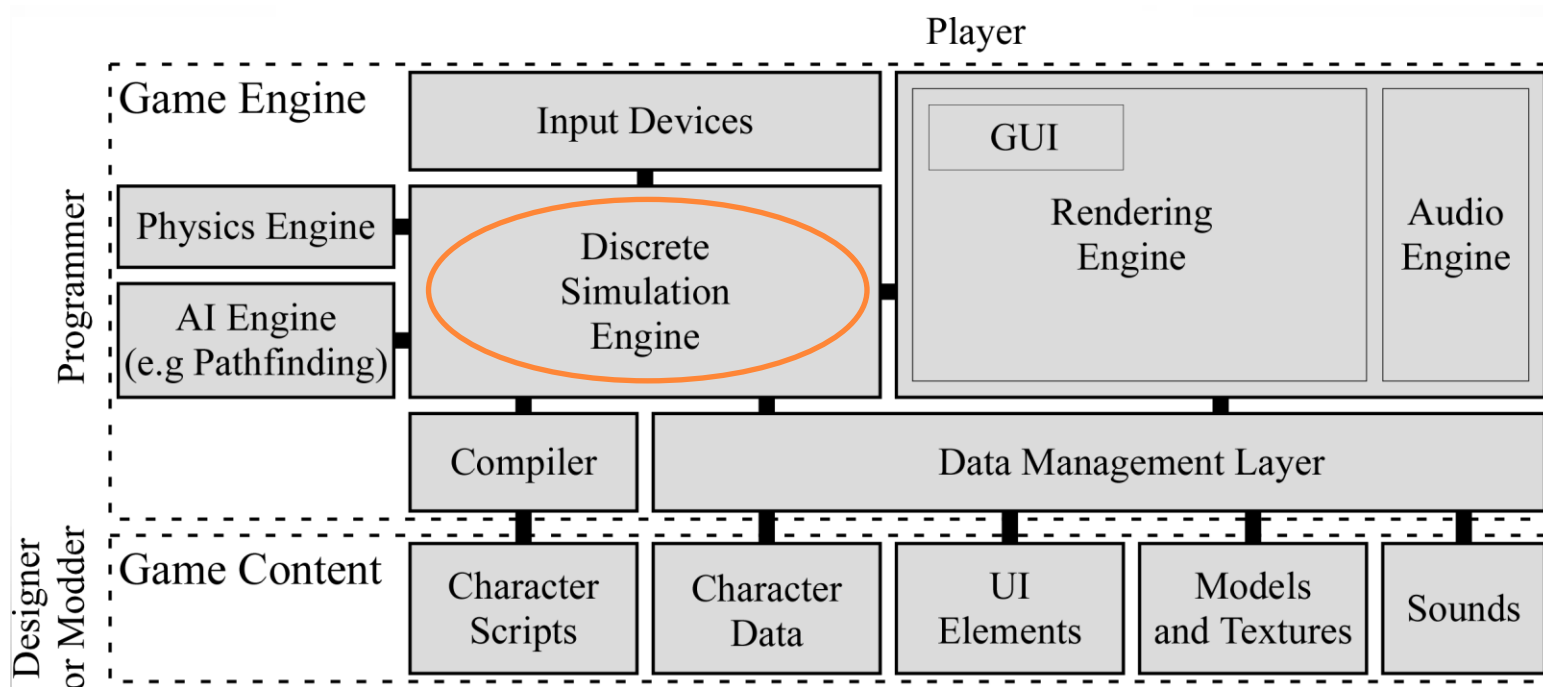 Player
Game Engine
Input Devices
GUI
Rendering
Engine
Audio
Engine
Programmer
Physics Engine
Discrete
Simulation
Engine
AI Engine
(e.g Pathfinding)
Compiler
Data Management Layer
Designer
or Modder
Game Content
Character
Scripts
Character
Data
UI
Elements
Models
and Textures
Sounds